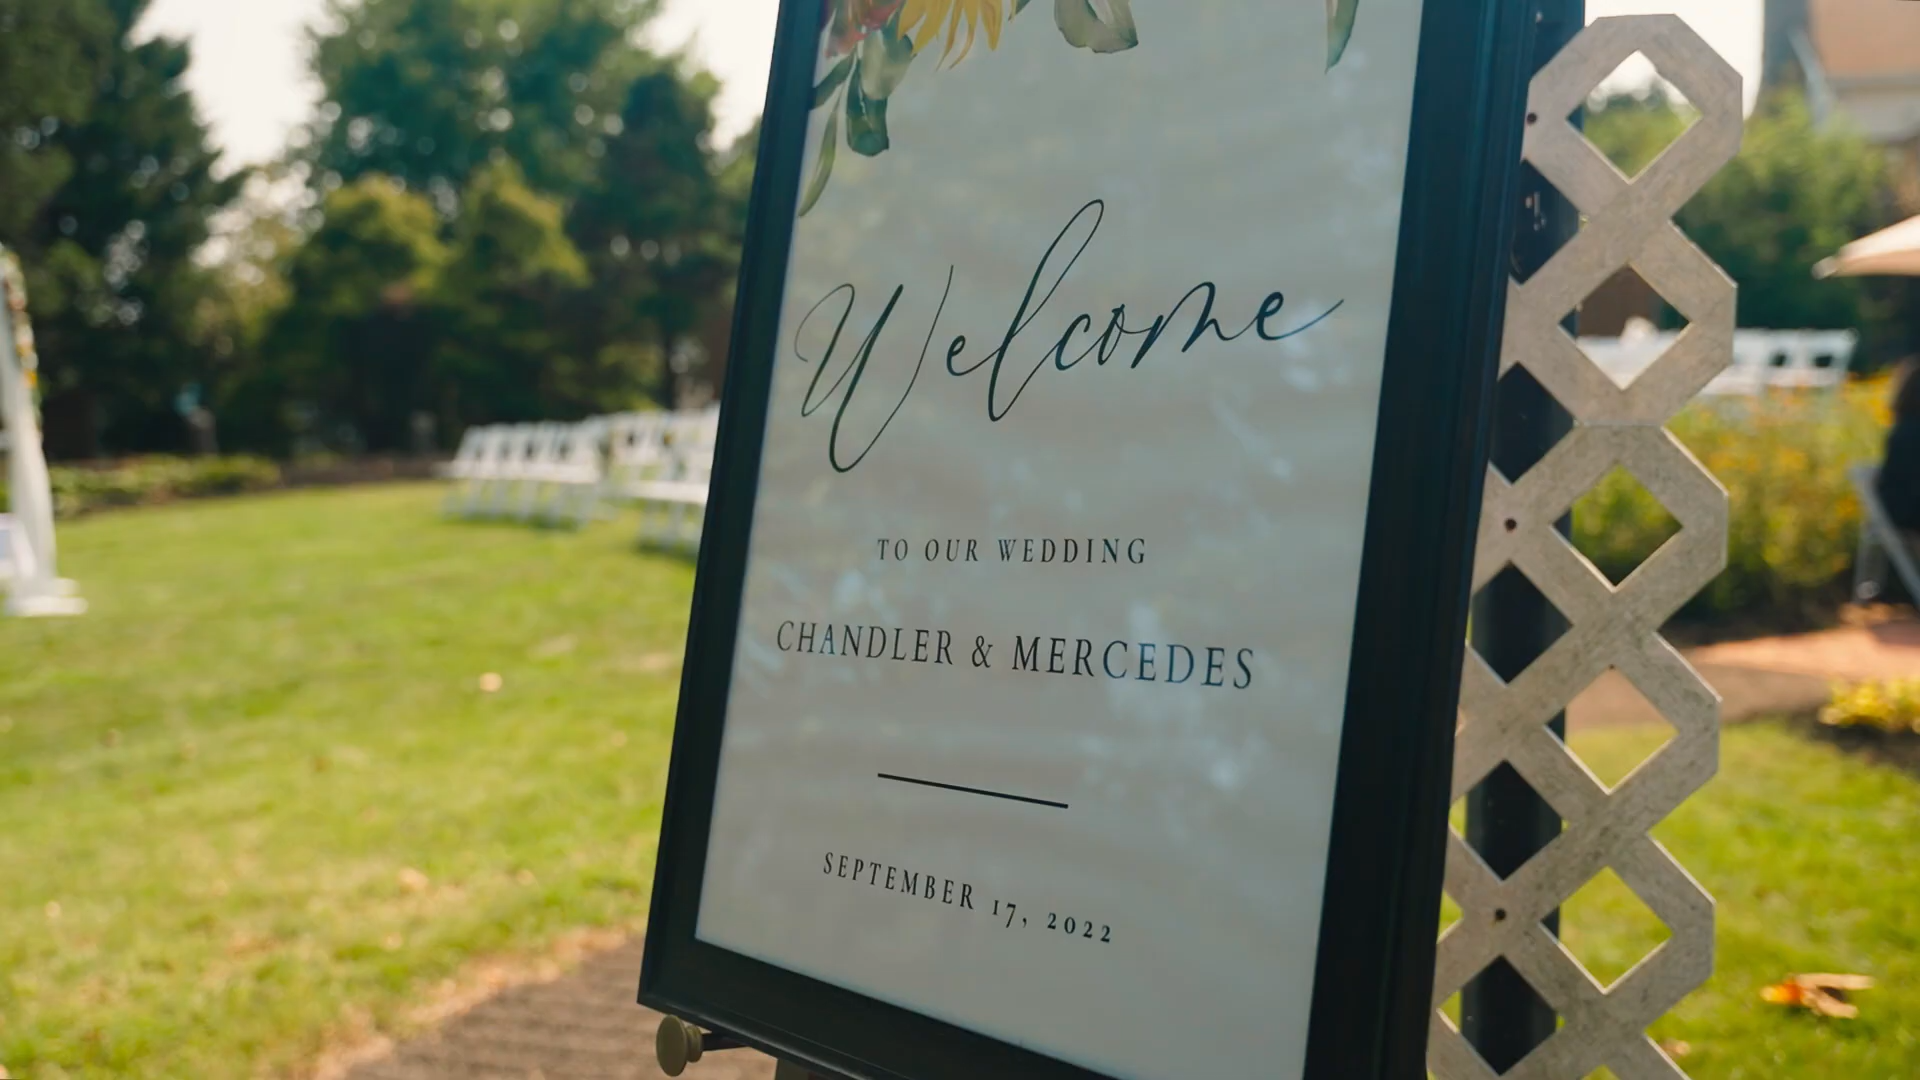 Welcome
TO OUR WEDDING
CHANDLER & MERCEDES
SEPTEMBER 17, 2022